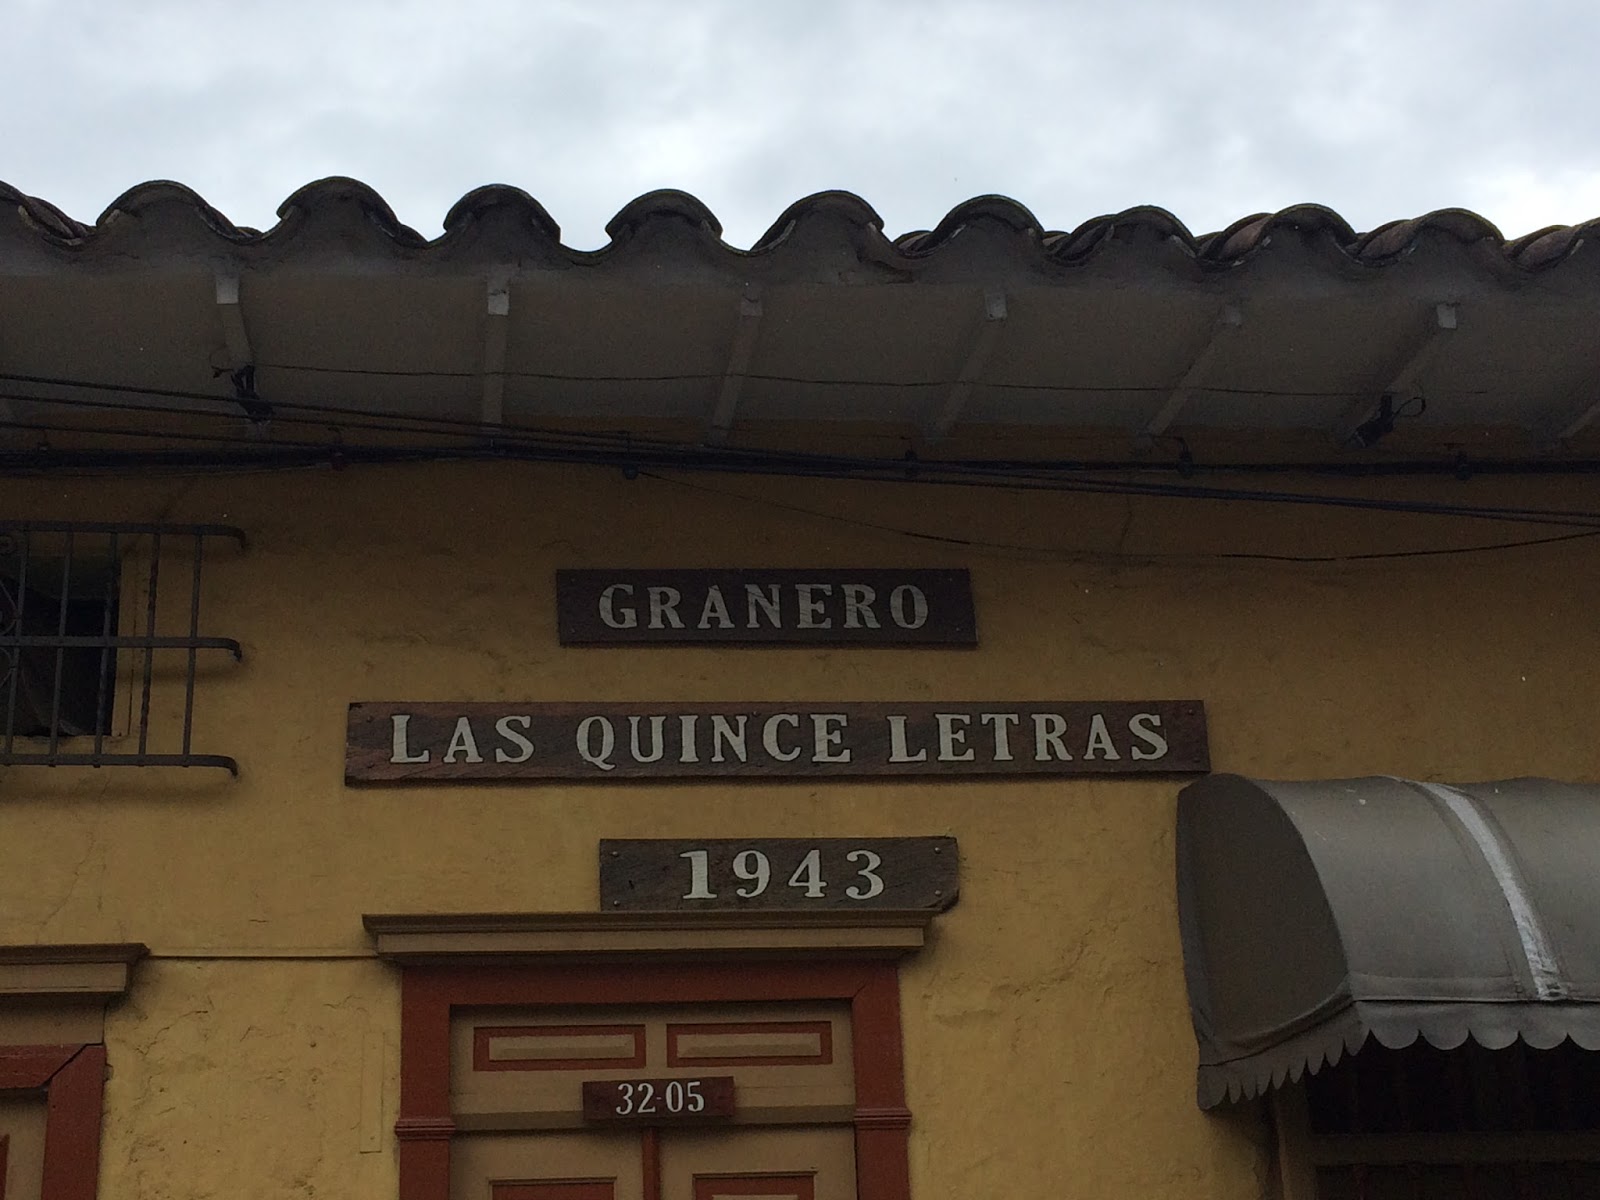 GRANERO
LAS QUINCE LETRAS
1943
32-05